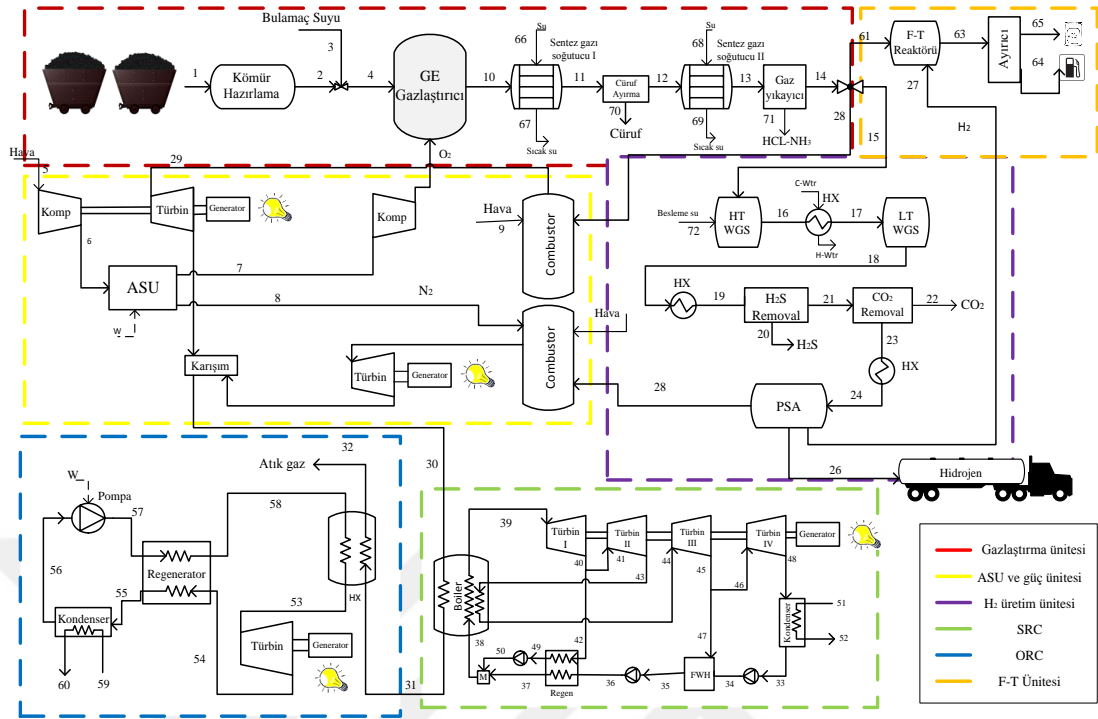 Bulamaç Suyu
3
1
Kömür
Hazırlama
2
4
GE
Gazlaştırıcı
10
66
Su
Sentez gazı
soğutucu I
67
Sıcak su
11
Cüruf
Ayırma
70
Cüruf
12
68
Su
Sentez gazı
soğutucu II
69
Sıcak su
13
Gaz
yıkayıcı
71
HCL-NH3
14
28
15
61
F-T
Reaktörü
63
27
Ayırıcı
65
64
H2
Hava
5
29
Komp
Türbin
Generator
O2
Komp
6
7
ASU
W
8
N2
Hava
9
Combustor
Combustor
Hava
Türbin
Generator
Karışım
28
Besleme su
72
HT
WGS
16
C-Wtr
HX
H-Wtr
17
LT
WGS
18
HX
19
H2S
Removal
20
H2S
21
CO2
Removal
22
CO2
23
HX
24
PSA
26
Hidrojen
32
Atık gaz
30
W
Pompa
57
58
56
Regenerator
55
Kondenser
60
59
54
53
HX
Türbin
Generator
31
39
Boiler
38
Türbin
I
40
41
Türbin
II
43
44
Türbin
III
45
46
Türbin
IV
48
Generator
Kondenser
51
52
42
50
49
M
37
Regen
36
35
47
FWH
34
33
Gazlaştırma ünitesi
ASU ve güç ünitesi
H2 üretim ünitesi
SRC
ORC
F-T Ünitesi